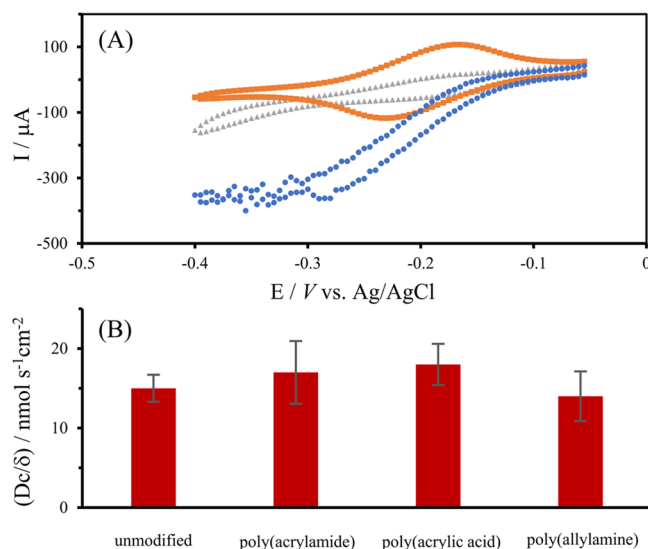 (A)
I / μA
100
-100
-300
-500
-0.5 -0.4 -0.3 -0.2 -0.1 0
E / V vs. Ag/AgCl
(B)
(Dc/δ) / nmol s⁻¹cm⁻²
20
10
0
unmodified poly(acrylamide) poly(acrylic acid) poly(allylamine)